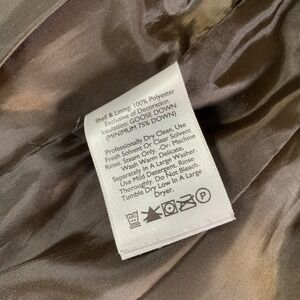 Shell & Lining: 100% Polyester
Exclusive of Decoration
Insulation: GOOSE DOWN
(MINIMUM 75% DOWN)
Professionally Dry Clean. Use
Fresh Solvent Or Clear Solvent
Rinse. Steam Only. -Or- Machine
Wash Warm Delicate,
Separately In A Large Washer.
Use Mild Detergent. Rinse
Thoroughly. Do Not Bleach.
Tumble Dry Low In A Large
Dryer.
P